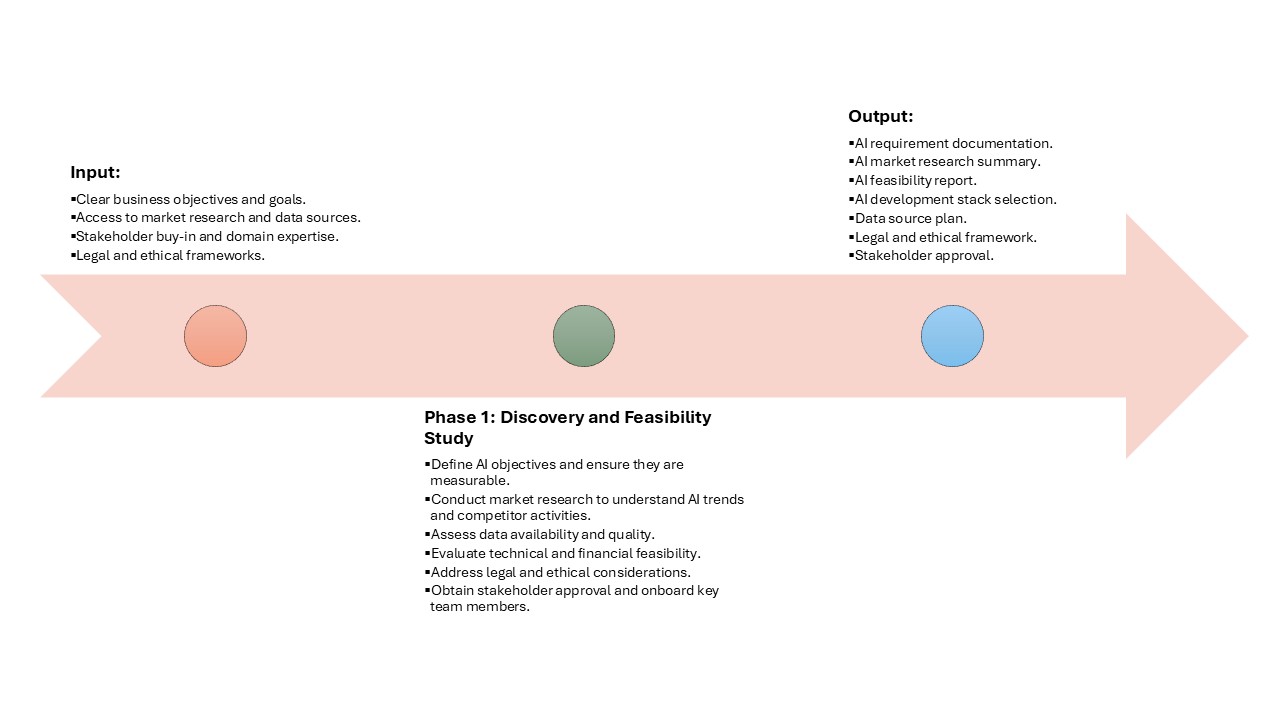 Input:
▪Clear business objectives and goals.
▪Access to market research and data sources.
▪Stakeholder buy-in and domain expertise.
▪Legal and ethical frameworks.
Phase 1: Discovery and Feasibility
Study
▪Define AI objectives and ensure they are
measurable.
▪Conduct market research to understand AI trends
and competitor activities.
▪Assess data availability and quality.
▪Evaluate technical and financial feasibility.
▪Address legal and ethical considerations.
▪Obtain stakeholder approval and onboard key
team members.
Output:
▪AI requirement documentation.
▪AI market research summary.
▪AI feasibility report.
▪AI development stack selection.
▪Data source plan.
▪Legal and ethical framework.
▪Stakeholder approval.